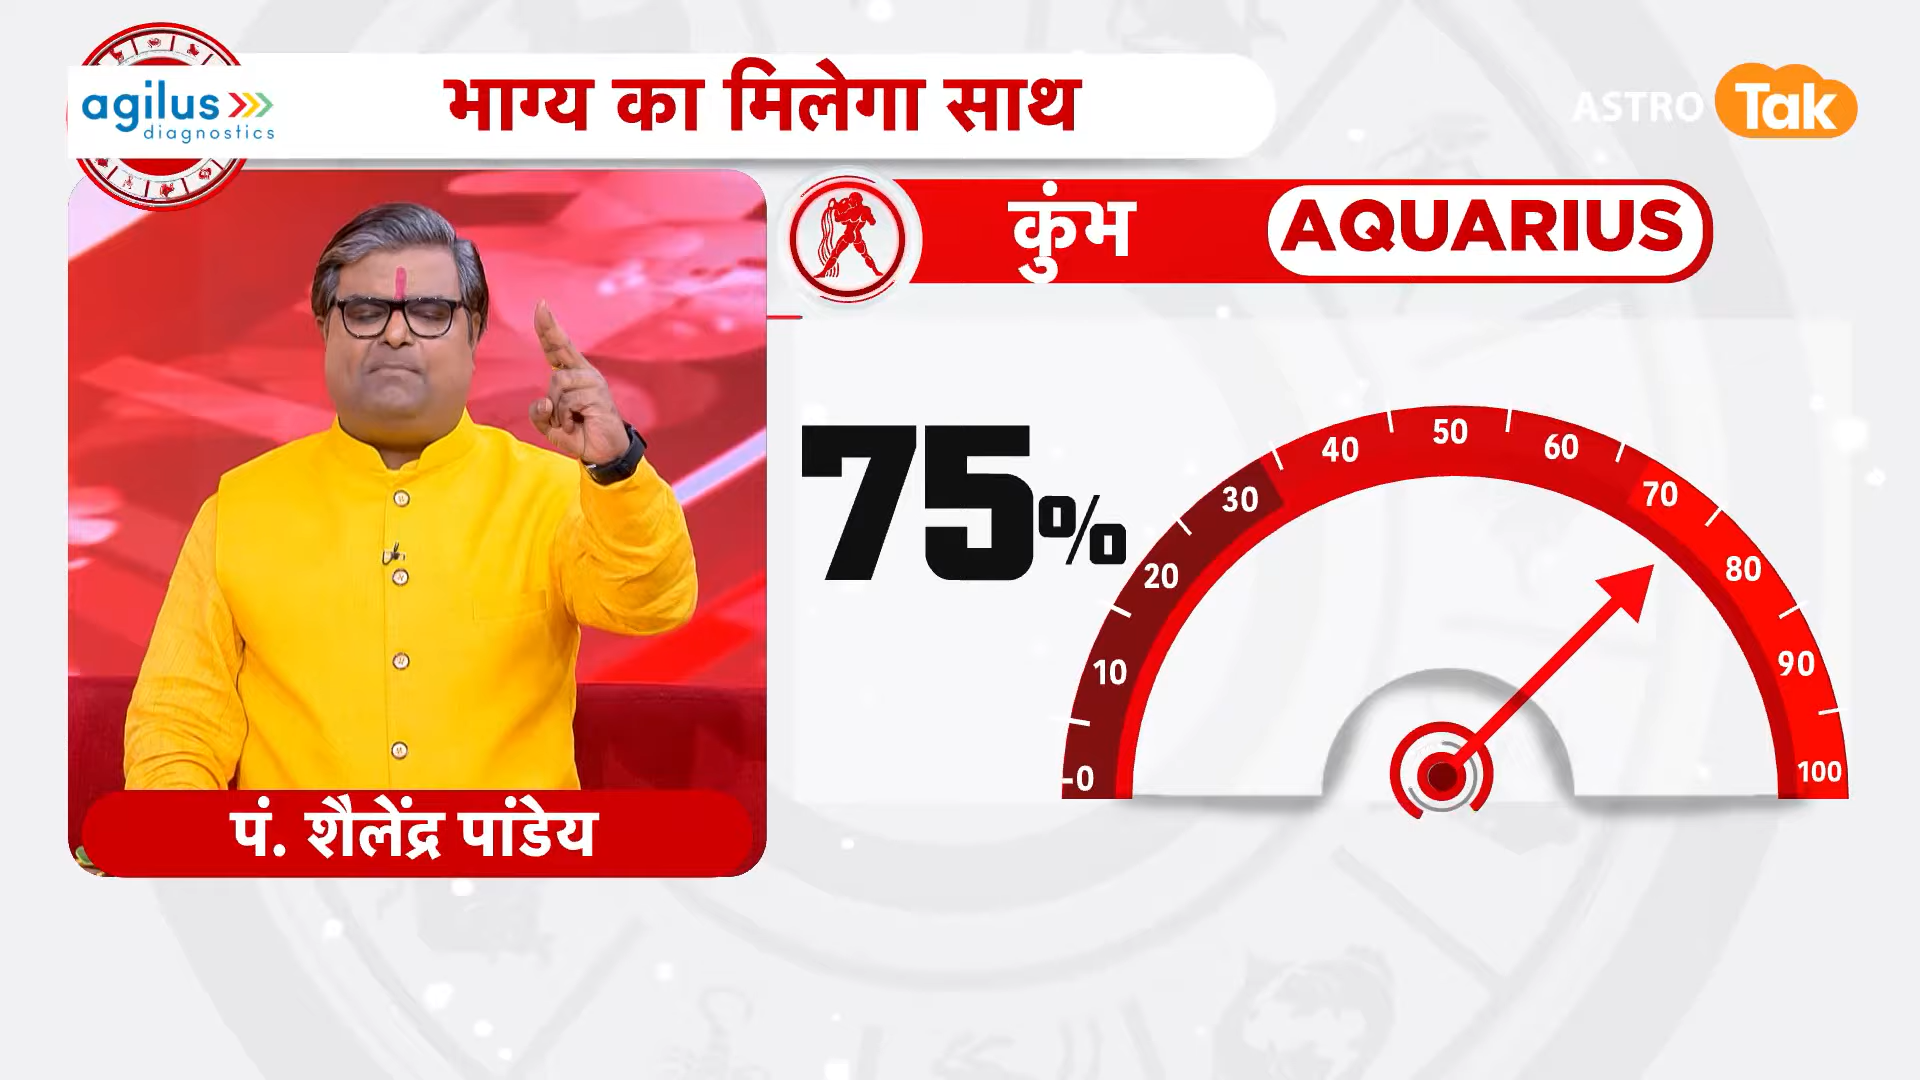 agilus
diagnostics
भाग्य का मिलेगा साथ
ASTRO Tak
कुंभ
AQUARIUS
75%
0
10
20
30
40
50
60
70
80
90
100
पं. शैलेंद्र पांडेय